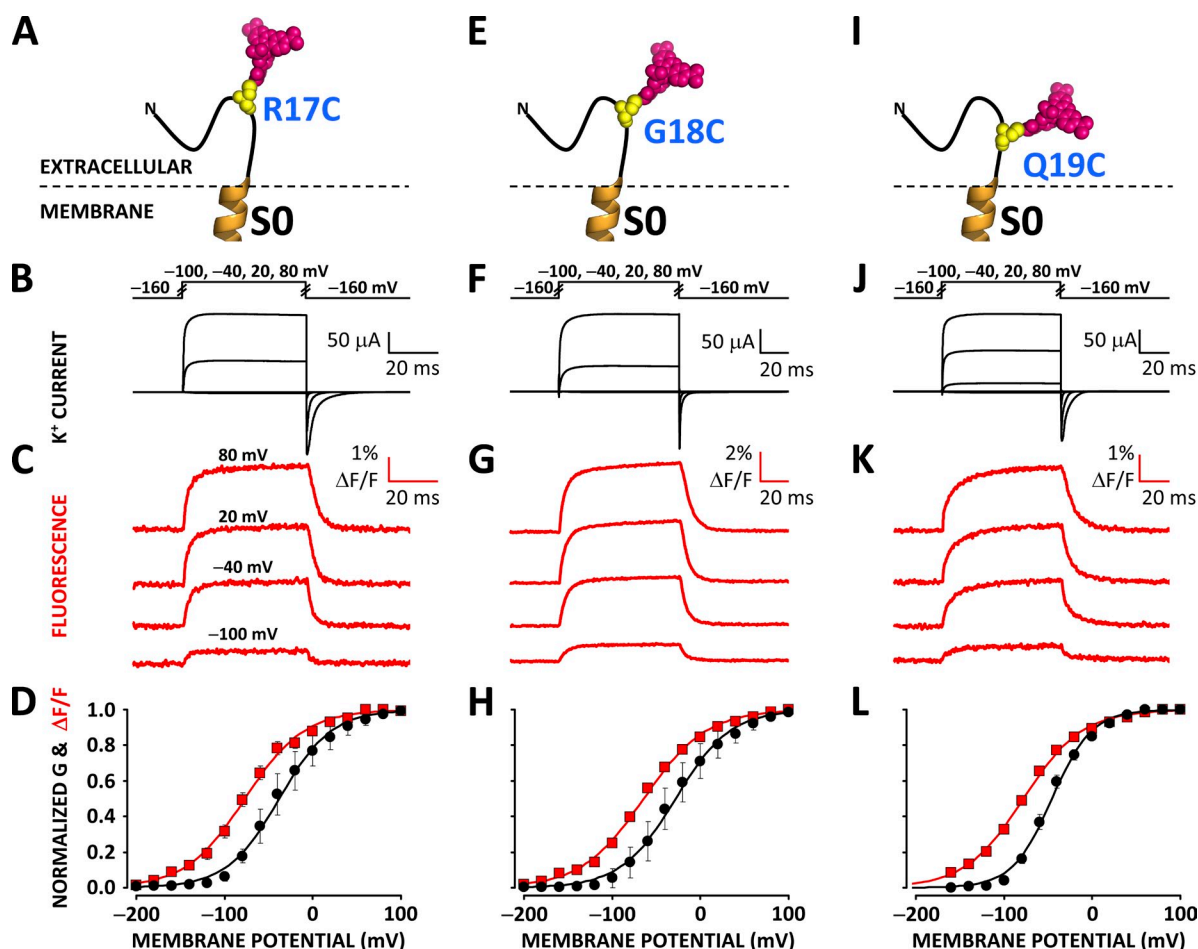 A
E
I
N
R17C
N
G18C
N
Q19C
EXTRACELLULAR
MEMBRANE
S0
S0
S0
B
−160
−100, −40, 20, 80 mV
−160 mV
F
−160
−100, −40, 20, 80 mV
−160 mV
J
−160
−100, −40, 20, 80 mV
−160 mV
K⁺ CURRENT
50 μA
20 ms
50 μA
20 ms
50 μA
20 ms
C
80 mV
20 mV
−40 mV
−100 mV
1%
ΔF/F
20 ms
G
2%
ΔF/F
20 ms
K
1%
ΔF/F
20 ms
FLUORESCENCE
D
H
L
NORMALIZED G & ΔF/F
1.0
0.8
0.6
0.4
0.2
0.0
−200 −100 0 100
−200 −100 0 100
−200 −100 0 100
MEMBRANE POTENTIAL (mV)
MEMBRANE POTENTIAL (mV)
MEMBRANE POTENTIAL (mV)